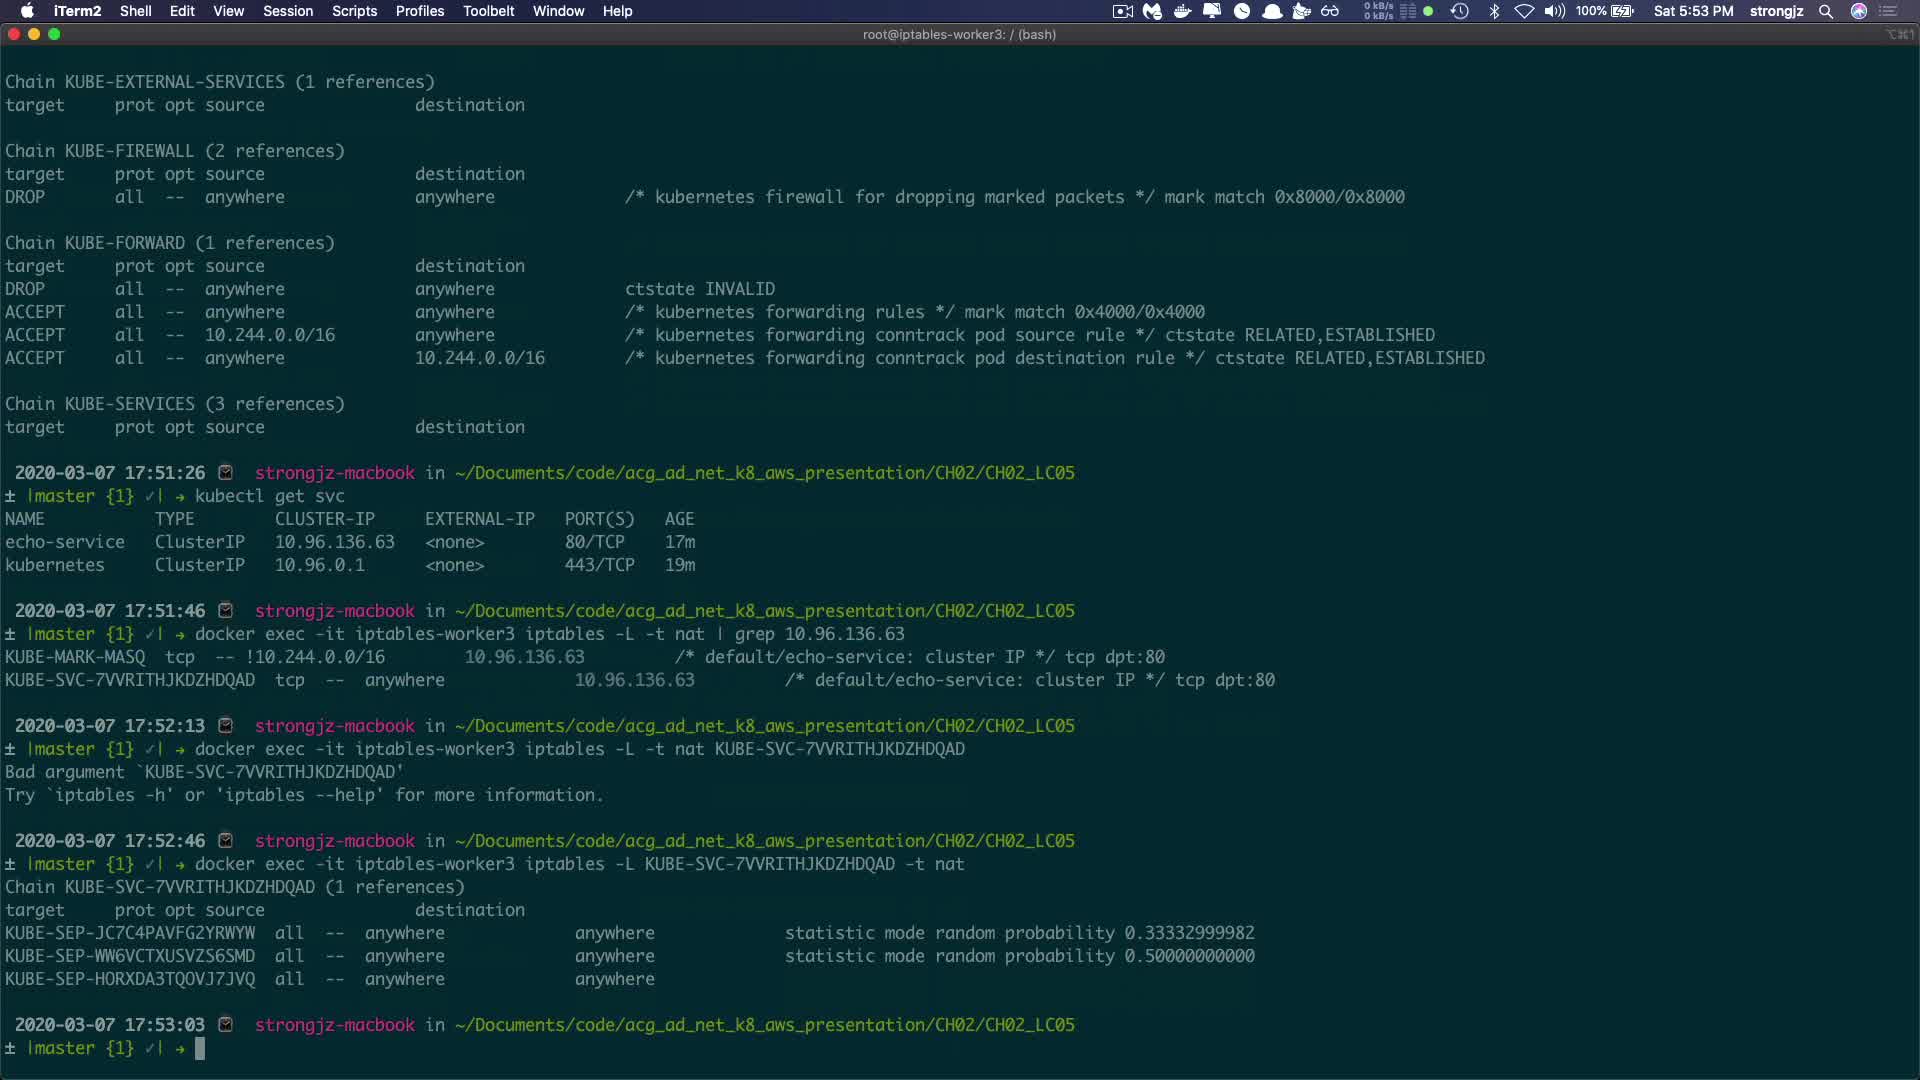 iTerm2 Shell Edit View Session Scripts Profiles Toolbelt Window Help 0 kB/s 0 kB/s 100% Sat 5:53 PM strongjz
root@iptables-worker3: / (bash) ⌥⌘1
Chain KUBE-EXTERNAL-SERVICES (1 references)
target     prot opt source               destination
Chain KUBE-FIREWALL (2 references)
target     prot opt source               destination
DROP       all  --  anywhere             anywhere             /* kubernetes firewall for dropping marked packets */ mark match 0x8000/0x8000
Chain KUBE-FORWARD (1 references)
target     prot opt source               destination
DROP       all  --  anywhere             anywhere             ctstate INVALID
ACCEPT     all  --  anywhere             anywhere             /* kubernetes forwarding rules */ mark match 0x4000/0x4000
ACCEPT     all  --  10.244.0.0/16        anywhere             /* kubernetes forwarding conntrack pod source rule */ ctstate RELATED,ESTABLISHED
ACCEPT     all  --  anywhere             10.244.0.0/16        /* kubernetes forwarding conntrack pod destination rule */ ctstate RELATED,ESTABLISHED
Chain KUBE-SERVICES (3 references)
target     prot opt source               destination
2020-03-07 17:51:26 strongjz-macbook in ~/Documents/code/acg_ad_net_k8_aws_presentation/CH02/CH02_LC05
± |master {1} ✓| → kubectl get svc
NAME           TYPE        CLUSTER-IP     EXTERNAL-IP   PORT(S)   AGE
echo-service   ClusterIP   10.96.136.63   <none>        80/TCP    17m
kubernetes     ClusterIP   10.96.0.1      <none>        443/TCP   19m
2020-03-07 17:51:46 strongjz-macbook in ~/Documents/code/acg_ad_net_k8_aws_presentation/CH02/CH02_LC05
± |master {1} ✓| → docker exec -it iptables-worker3 iptables -L -t nat | grep 10.96.136.63
KUBE-MARK-MASQ  tcp  -- !10.244.0.0/16        10.96.136.63         /* default/echo-service: cluster IP */ tcp dpt:80
KUBE-SVC-7VVRITHJKDZHDQAD  tcp  --  anywhere             10.96.136.63         /* default/echo-service: cluster IP */ tcp dpt:80
2020-03-07 17:52:13 strongjz-macbook in ~/Documents/code/acg_ad_net_k8_aws_presentation/CH02/CH02_LC05
± |master {1} ✓| → docker exec -it iptables-worker3 iptables -L -t nat KUBE-SVC-7VVRITHJKDZHDQAD
Bad argument `KUBE-SVC-7VVRITHJKDZHDQAD'
Try `iptables -h' or 'iptables --help' for more information.
2020-03-07 17:52:46 strongjz-macbook in ~/Documents/code/acg_ad_net_k8_aws_presentation/CH02/CH02_LC05
± |master {1} ✓| → docker exec -it iptables-worker3 iptables -L KUBE-SVC-7VVRITHJKDZHDQAD -t nat
Chain KUBE-SVC-7VVRITHJKDZHDQAD (1 references)
target     prot opt source               destination
KUBE-SEP-JC7C4PAVFG2YRWYW  all  --  anywhere             anywhere             statistic mode random probability 0.33332999982
KUBE-SEP-WW6VCTXUSVZS6SMD  all  --  anywhere             anywhere             statistic mode random probability 0.50000000000
KUBE-SEP-HORXDA3TQOVJ7JVQ  all  --  anywhere             anywhere
2020-03-07 17:53:03 strongjz-macbook in ~/Documents/code/acg_ad_net_k8_aws_presentation/CH02/CH02_LC05
± |master {1} ✓| →